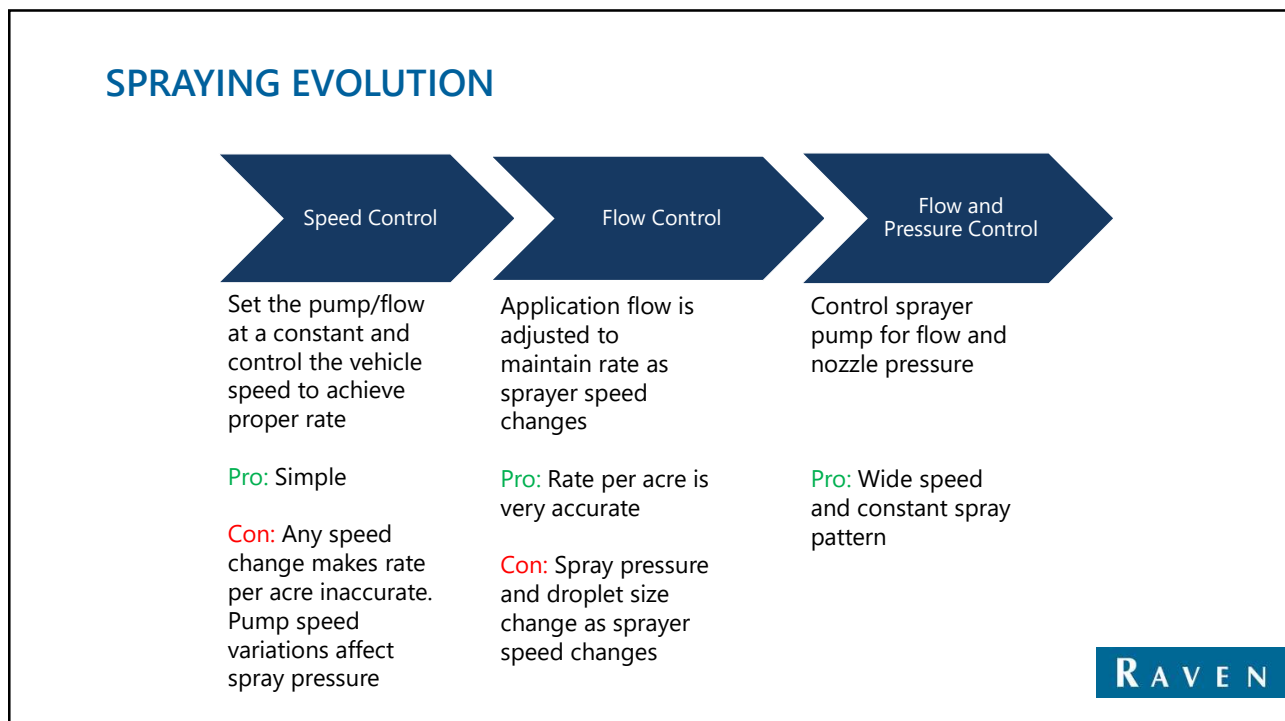 SPRAYING EVOLUTION
Speed Control
Flow Control
Flow and
Pressure Control
Set the pump/flow
at a constant and
control the vehicle
speed to achieve
proper rate
Pro: Simple
Con: Any speed
change makes rate
per acre inaccurate.
Pump speed
variations affect
spray pressure
Application flow is
adjusted to
maintain rate as
sprayer speed
changes
Pro: Rate per acre is
very accurate
Con: Spray pressure
and droplet size
change as sprayer
speed changes
Control sprayer
pump for flow and
nozzle pressure
Pro: Wide speed
and constant spray
pattern
RAVEN